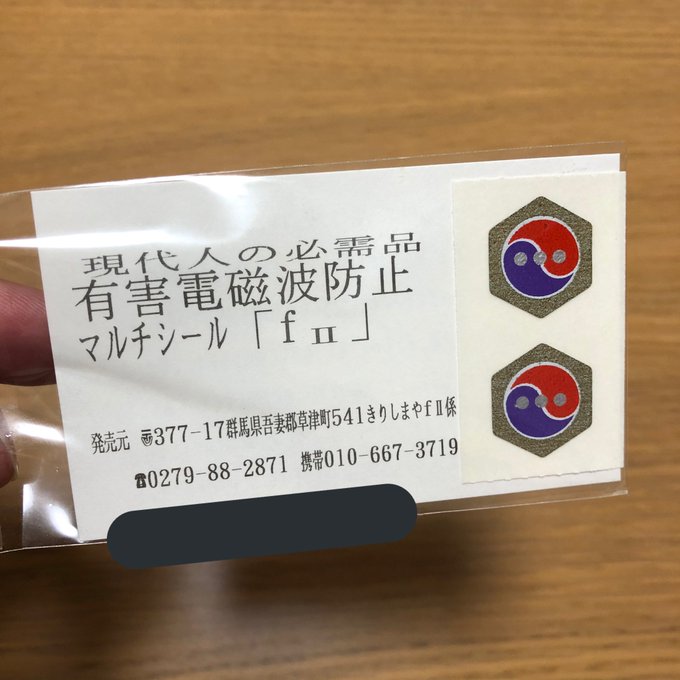 現代人の必需品
有害電磁波防止
マルチシール「fⅡ」
発売元 〠377-17群馬県吾妻郡草津町541きりしまやfⅡ係
☎0279-88-2871 携帯010-667-3719